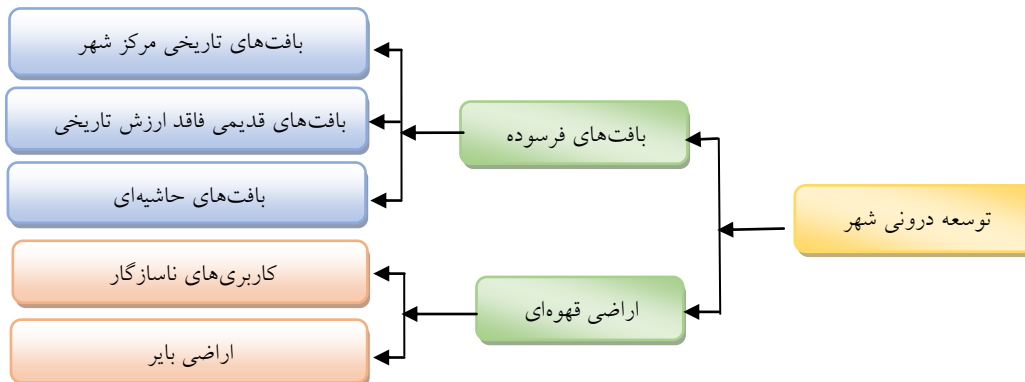 توسعه درونی شهر
بافت‌های فرسوده
بافت‌های تاریخی مرکز شهر
بافت‌های قدیمی فاقد ارزش تاریخی
بافت‌های حاشیه‌ای
اراضی قهوه‌ای
کاربری‌های ناسازگار
اراضی بایر